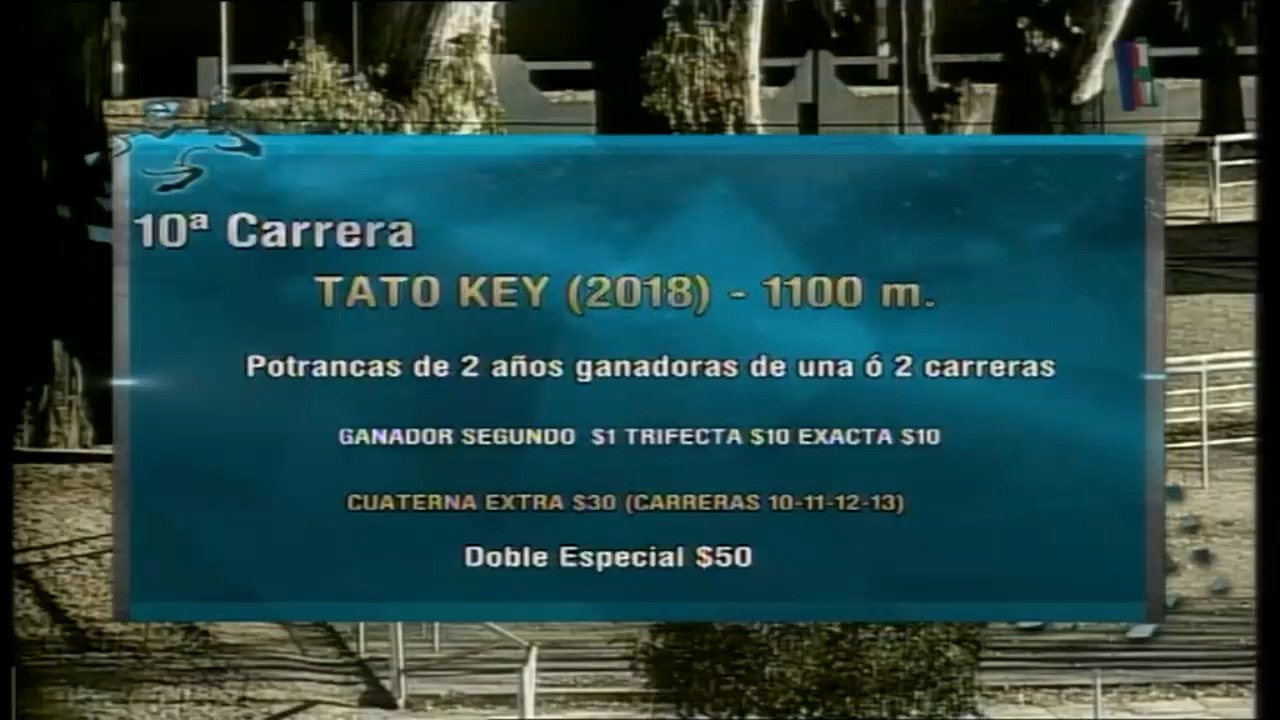 10ª Carrera
TATO KEY (2018) - 1100 m.
Potrancas de 2 años ganadoras de una ó 2 carreras
GANADOR SEGUNDO $1 TRIFECTA $10 EXACTA $10
CUATERNA EXTRA $30 (CARRERAS 10-11-12-13)
Doble Especial $50